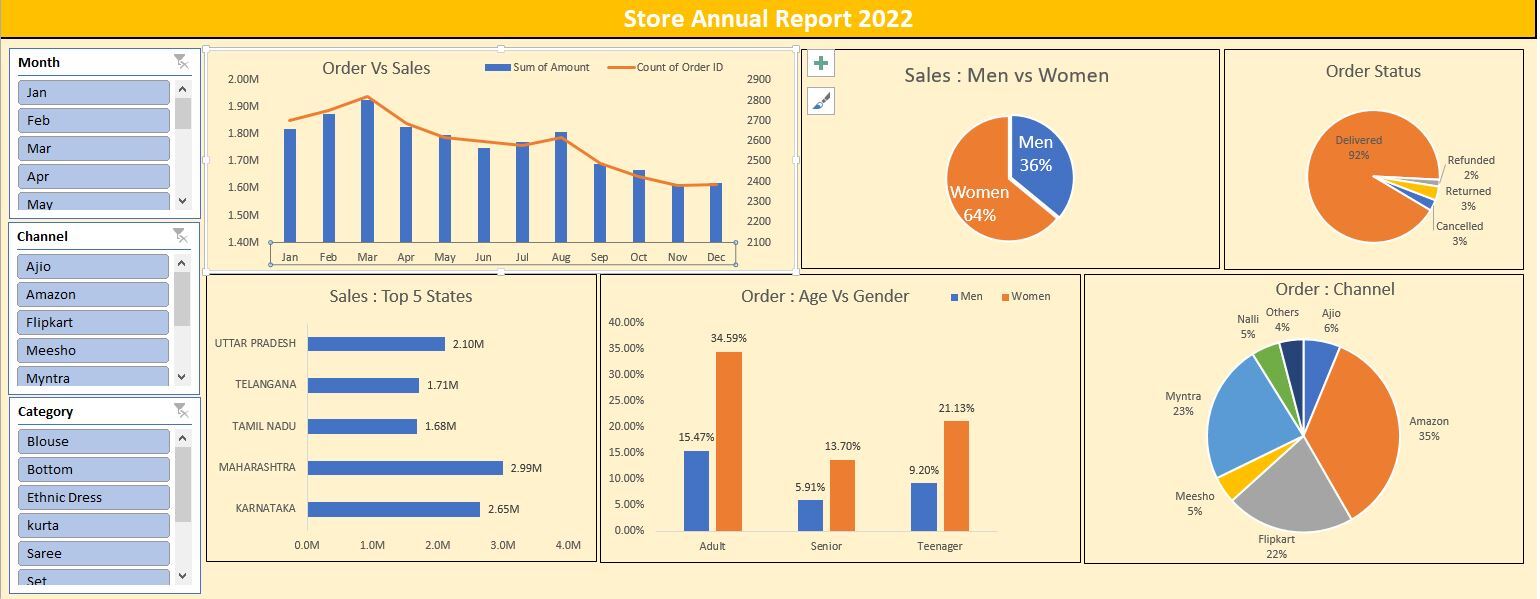 Store Annual Report 2022
Month
Jan
Feb
Mar
Apr
May
Channel
Ajio
Amazon
Flipkart
Meesho
Myntra
Category
Blouse
Bottom
Ethnic Dress
kurta
Saree
Set
Order Vs Sales
Sum of Amount
Count of Order ID
2.00M
1.90M
1.80M
1.70M
1.60M
1.50M
1.40M
2900
2800
2700
2600
2500
2400
2300
2200
2100
Jan Feb Mar Apr May Jun Jul Aug Sep Oct Nov Dec
Sales : Men vs Women
Men
36%
Women
64%
Order Status
Delivered
92%
Refunded
2%
Returned
3%
Cancelled
3%
Sales : Top 5 States
UTTAR PRADESH 2.10M
TELANGANA 1.71M
TAMIL NADU 1.68M
MAHARASHTRA 2.99M
KARNATAKA 2.65M
0.0M 1.0M 2.0M 3.0M 4.0M
Order : Age Vs Gender
Men Women
40.00%
35.00%
30.00%
25.00%
20.00%
15.00%
10.00%
5.00%
0.00%
15.47%
34.59%
5.91%
13.70%
9.20%
21.13%
Adult Senior Teenager
Order : Channel
Ajio
6%
Amazon
35%
Flipkart
22%
Meesho
5%
Myntra
23%
Nalli
5%
Others
4%